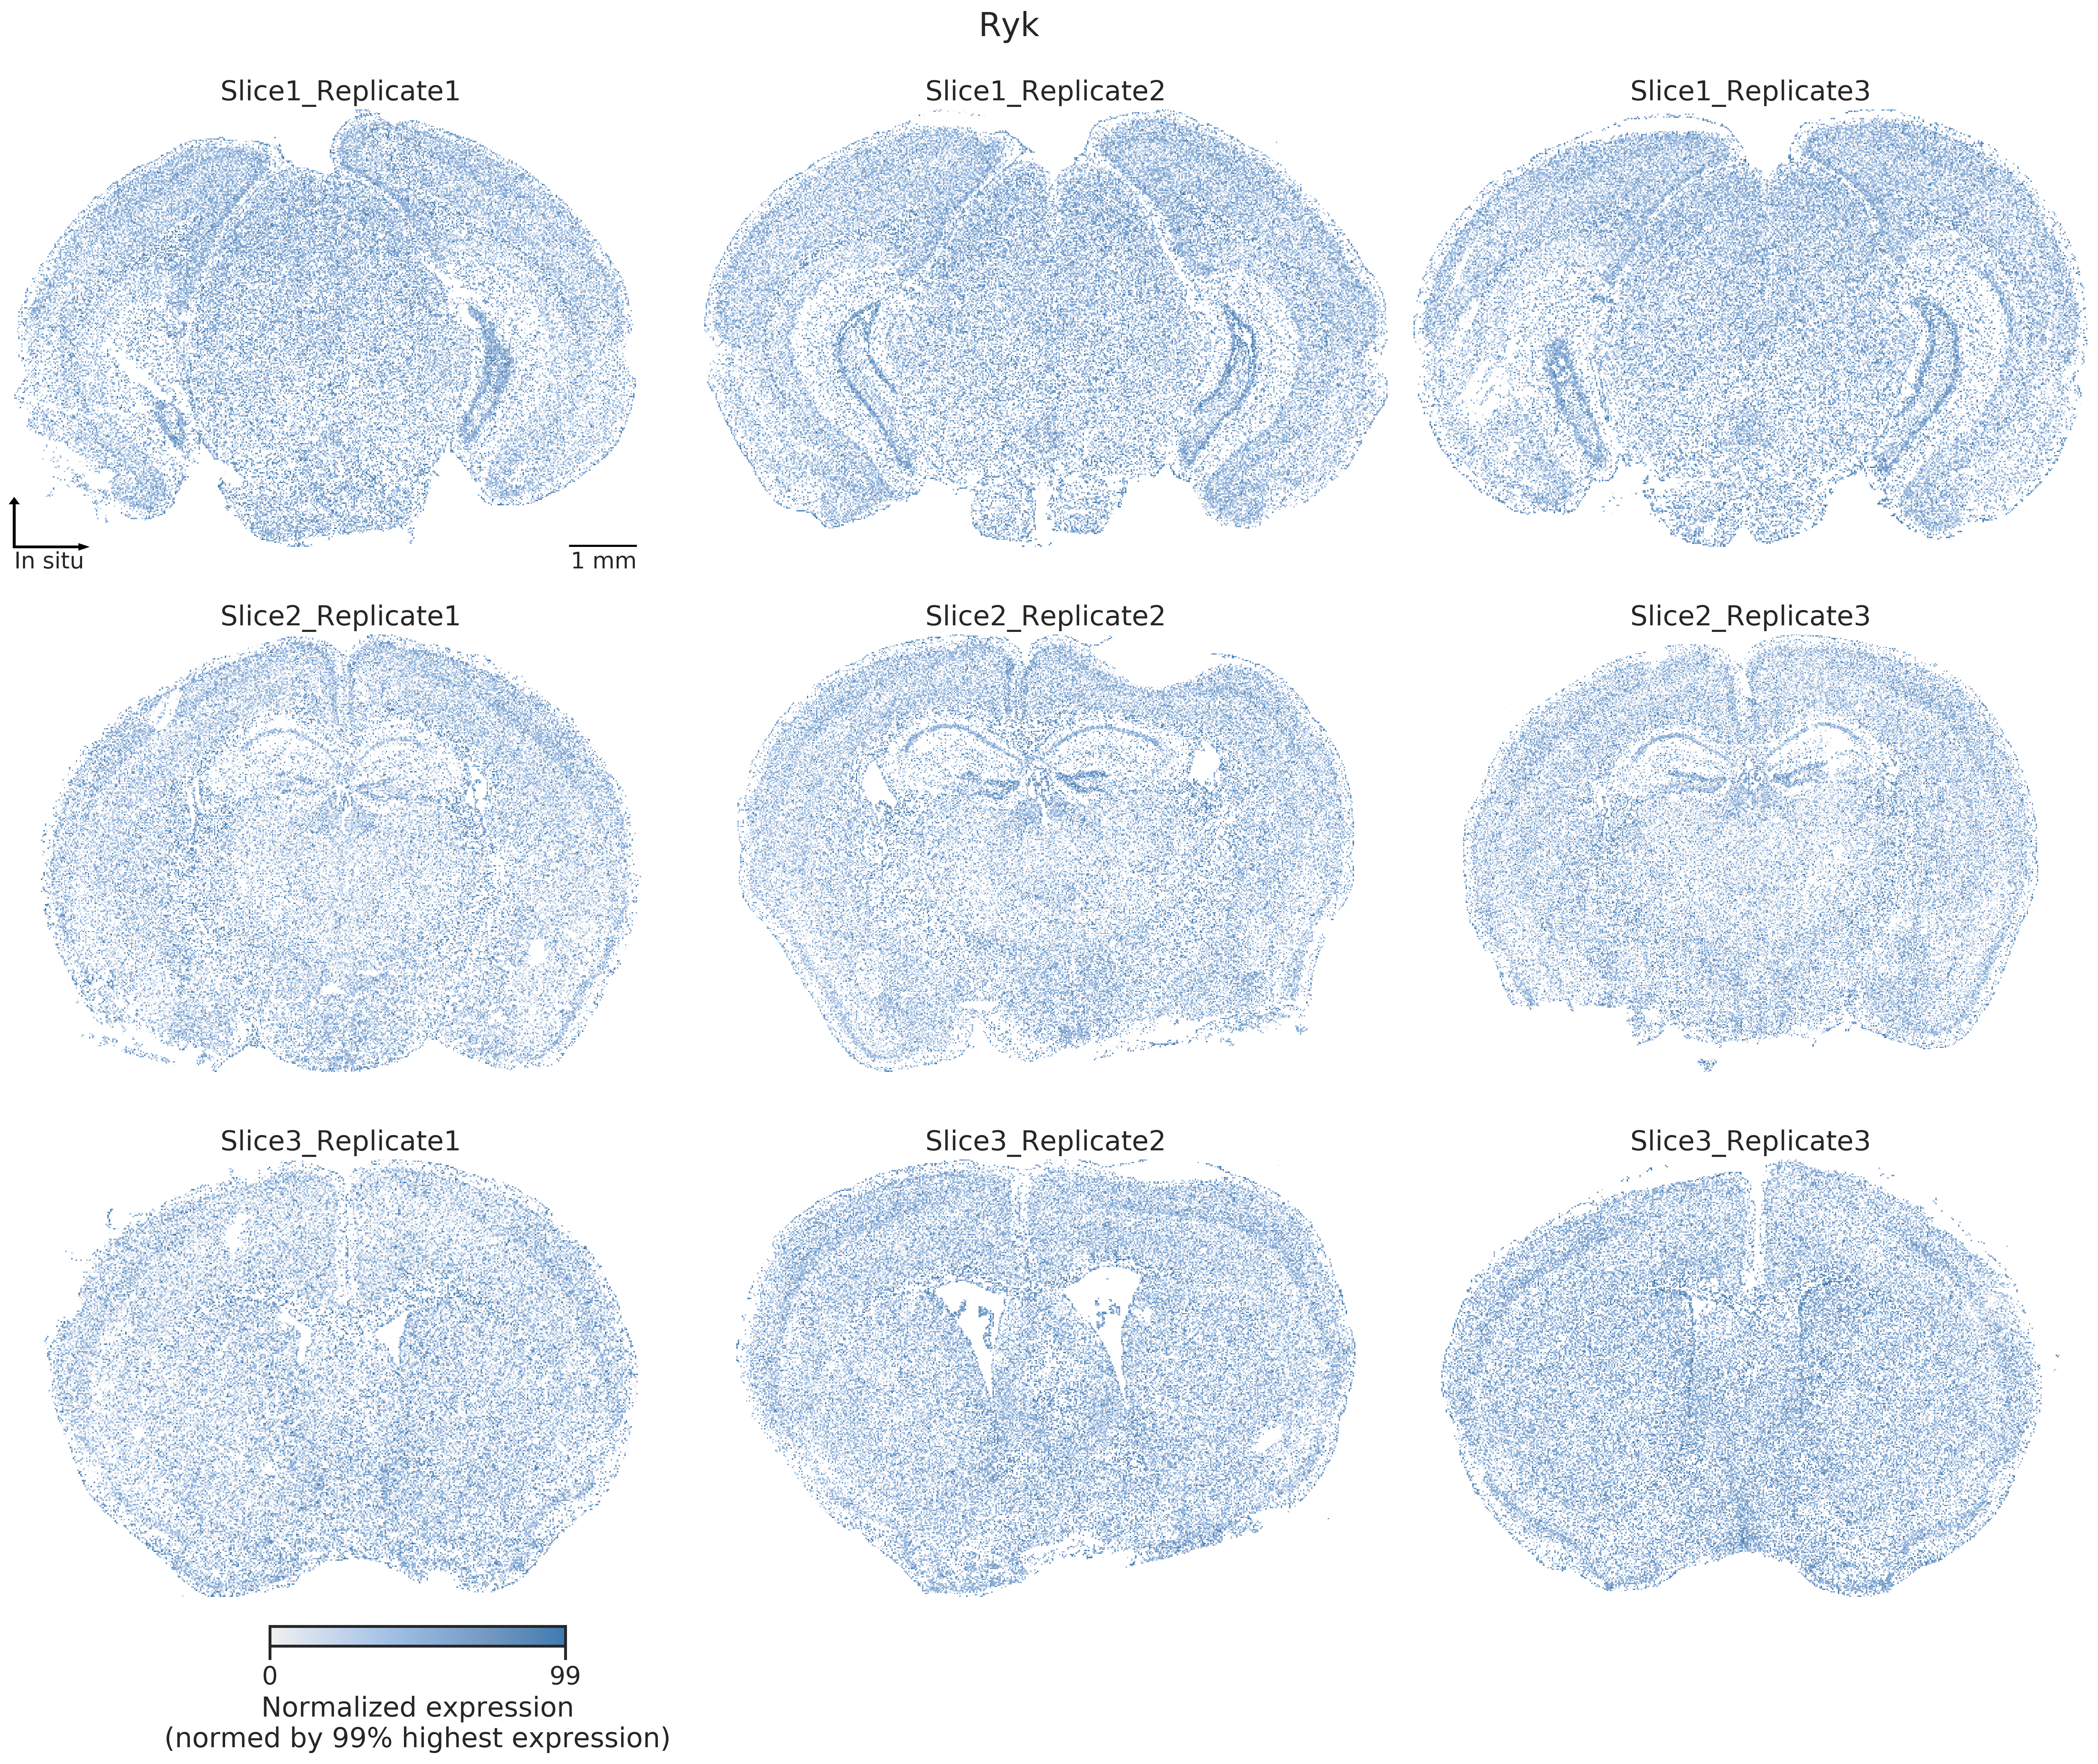 Ryk
Slice1_Replicate1
Slice1_Replicate2
Slice1_Replicate3
In situ
1 mm
Slice2_Replicate1
Slice2_Replicate2
Slice2_Replicate3
Slice3_Replicate1
Slice3_Replicate2
Slice3_Replicate3
0
99
Normalized expression
(normed by 99% highest expression)